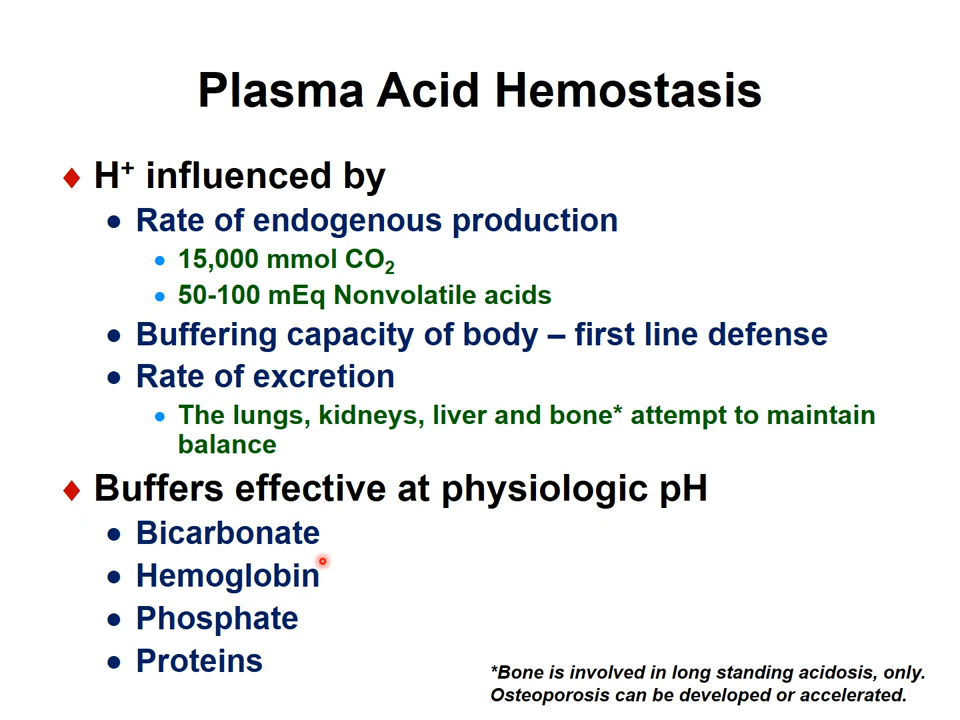 Plasma Acid Hemostasis
♦ H⁺ influenced by
• Rate of endogenous production
• 15,000 mmol CO₂
• 50-100 mEq Nonvolatile acids
• Buffering capacity of body – first line defense
• Rate of excretion
• The lungs, kidneys, liver and bone* attempt to maintain
balance
♦ Buffers effective at physiologic pH
• Bicarbonate
• Hemoglobin
• Phosphate
• Proteins
*Bone is involved in long standing acidosis, only.
Osteoporosis can be developed or accelerated.